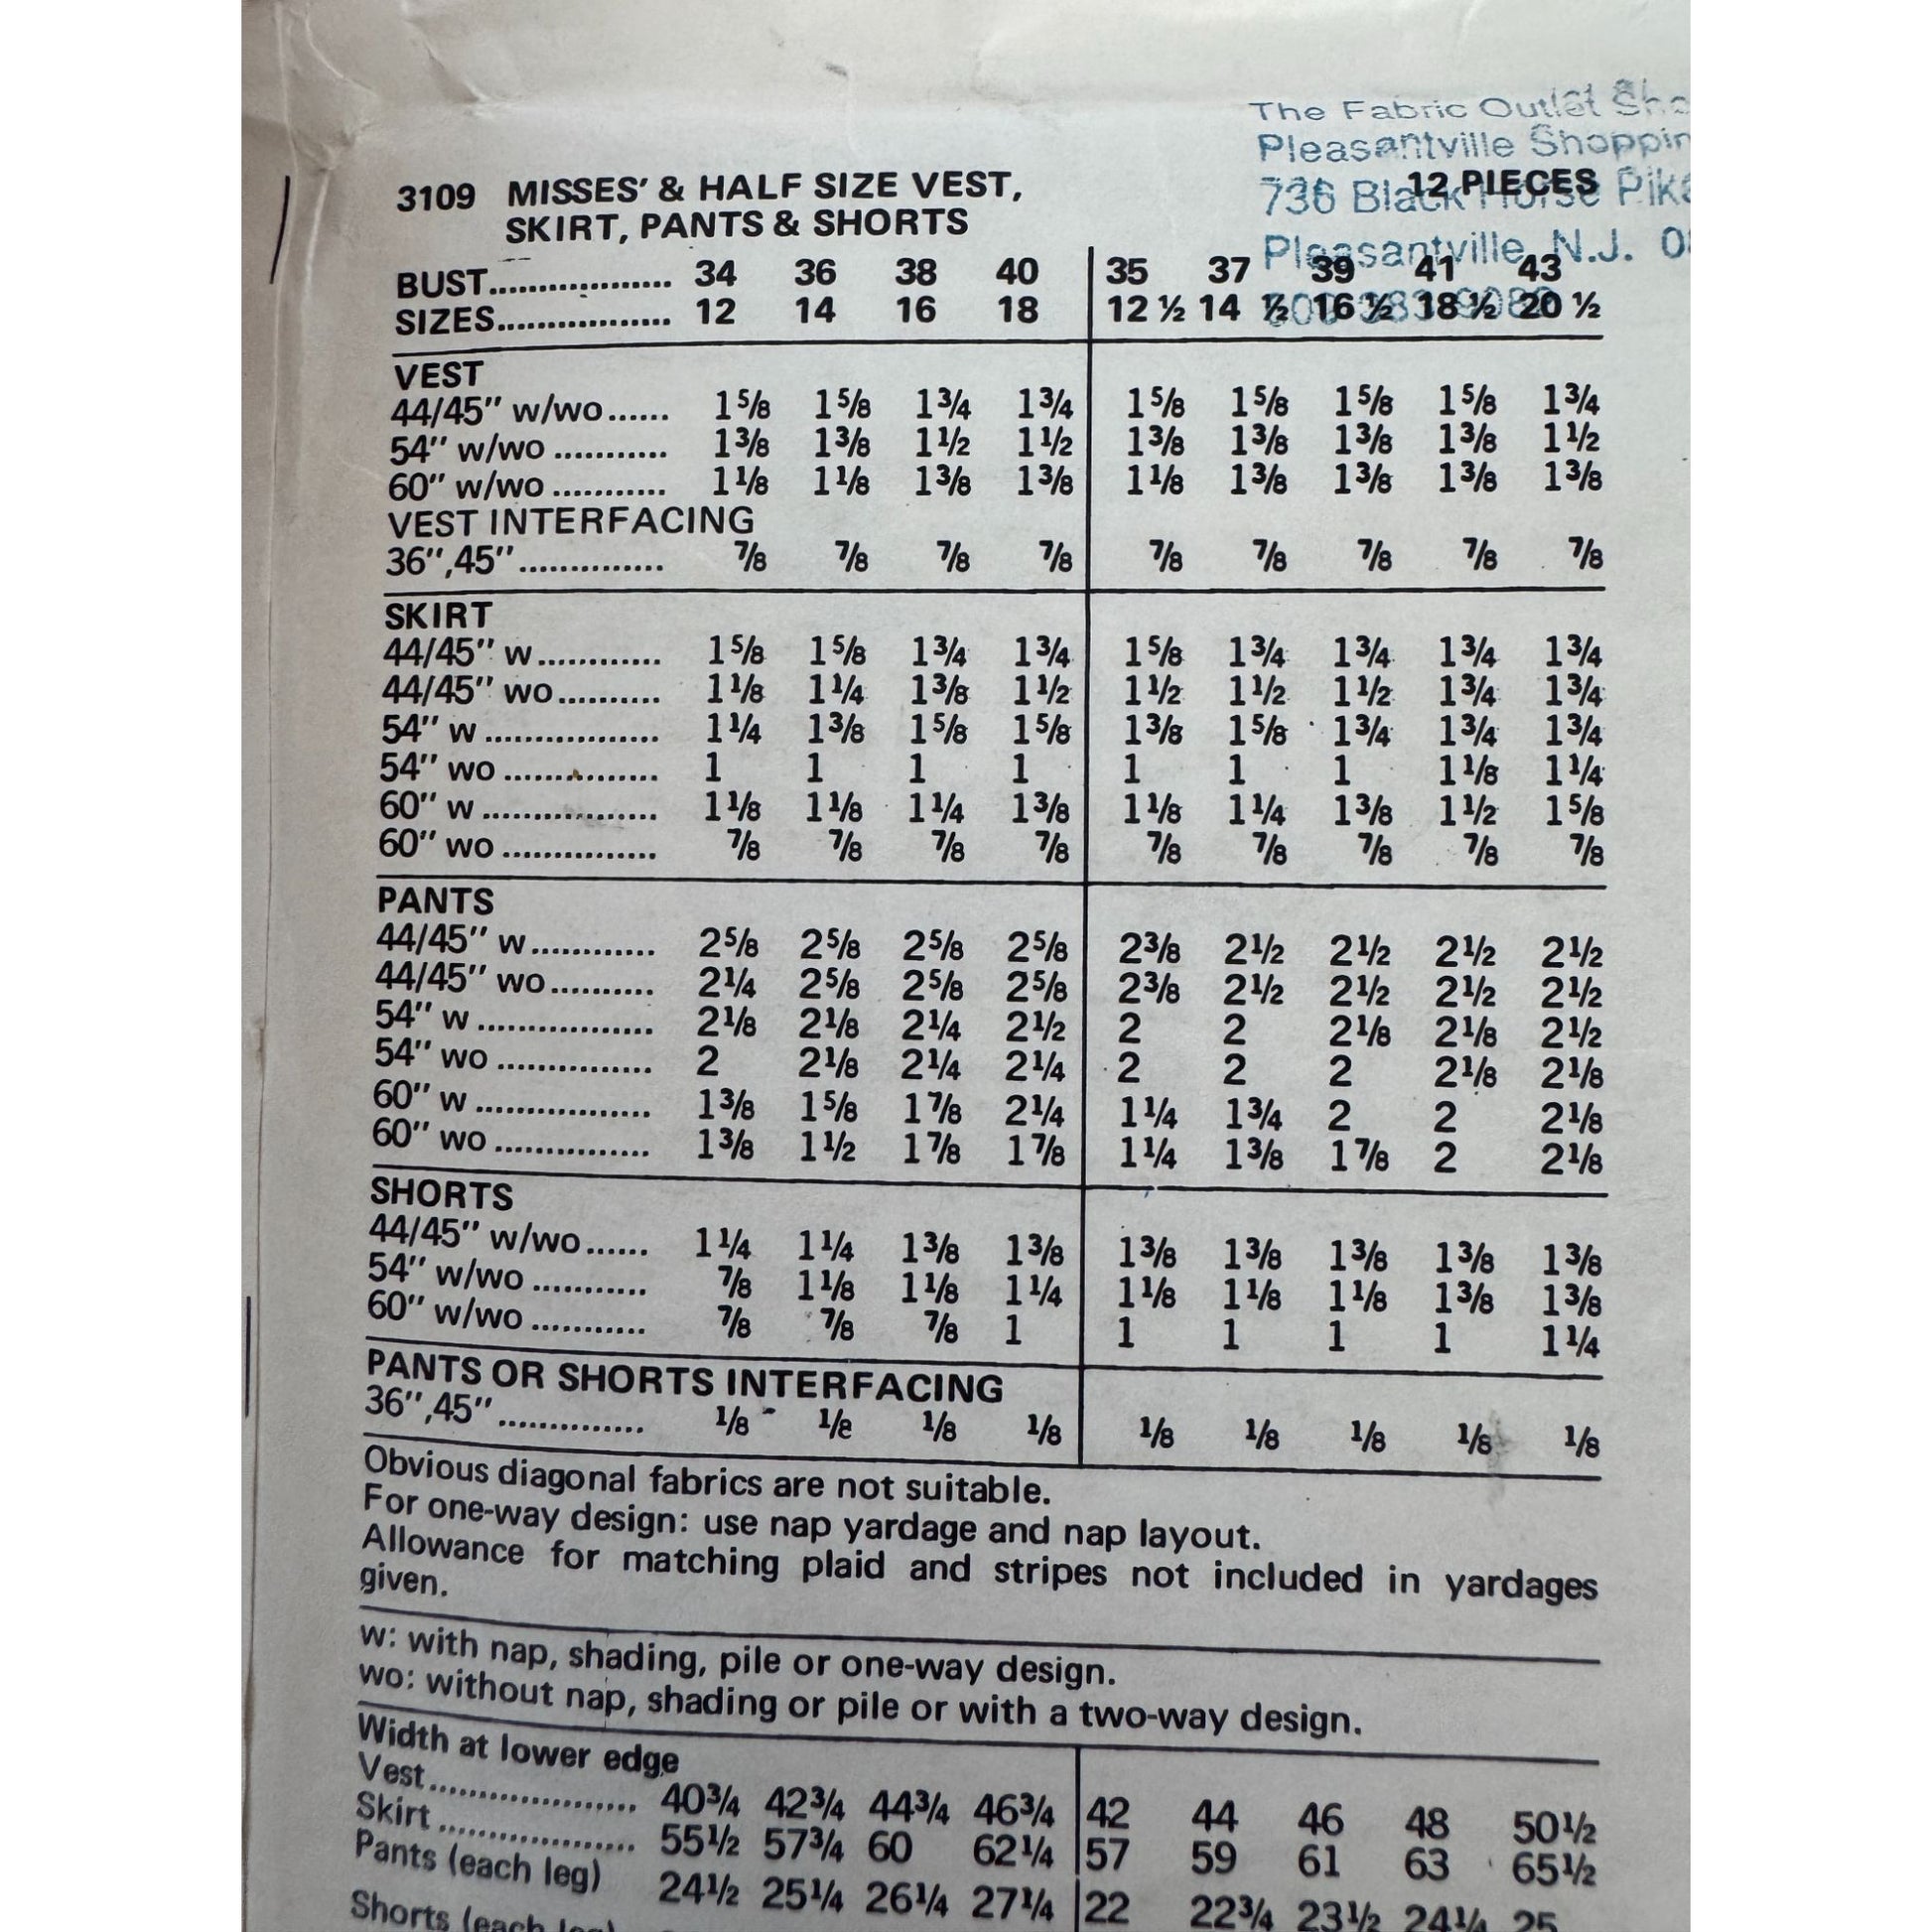 The Fabric Outlet
Pleasantville
736 Black Horse
Pleasantville, N.J.
3109 MISSES' & HALF SIZE VEST, 12 PIECES
SKIRT, PANTS & SHORTS
BUST.................. 34 36 38 40 35 37 39 41 43
SIZES................. 12 14 16 18 12 ½ 14 ½ 16 ½ 18 ½ 20 ½
VEST
44/45" w/wo...... 1⅝ 1⅝ 1¾ 1¾ 1⅝ 1⅝ 1⅝ 1⅝ 1¾
54" w/wo ........... 1⅜ 1⅜ 1½ 1½ 1⅜ 1⅜ 1⅜ 1⅜ 1½
60" w/wo ........... 1⅛ 1⅛ 1⅜ 1⅜ 1⅛ 1⅜ 1⅜ 1⅜ 1⅜
VEST INTERFACING
36",45".............. ⅞ ⅞ ⅞ ⅞ ⅞ ⅞ ⅞ ⅞ ⅞
SKIRT
44/45" w............ 1⅝ 1⅝ 1¾ 1¾ 1⅝ 1¾ 1¾ 1¾ 1¾
44/45" wo.......... 1⅛ 1¼ 1⅜ 1½ 1½ 1½ 1½ 1¾ 1¾
54" w ................. 1¼ 1⅜ 1⅝ 1⅝ 1⅜ 1⅝ 1¾ 1¾ 1¾
54" wo ............... 1 1 1 1 1 1 1 1⅛ 1¼
60" w ................. 1⅛ 1⅛ 1¼ 1⅜ 1⅛ 1¼ 1⅜ 1½ 1⅝
60" wo ............... ⅞ ⅞ ⅞ ⅞ ⅞ ⅞ ⅞ ⅞ ⅞
PANTS
44/45" w............ 2⅝ 2⅝ 2⅝ 2⅝ 2⅜ 2½ 2½ 2½ 2½
44/45" wo.......... 2¼ 2⅝ 2⅝ 2⅝ 2⅜ 2½ 2½ 2½ 2½
54" w ................. 2⅛ 2⅛ 2¼ 2½ 2 2 2⅛ 2⅛ 2½
54" wo ............... 2 2⅛ 2¼ 2¼ 2 2 2 2⅛ 2⅛
60" w ................. 1⅜ 1⅝ 1⅞ 2¼ 1¼ 1¾ 2 2 2⅛
60" wo ............... 1⅜ 1½ 1⅞ 1⅞ 1¼ 1⅜ 1⅞ 2 2⅛
SHORTS
44/45" w/wo...... 1¼ 1¼ 1⅜ 1⅜ 1⅜ 1⅜ 1⅜ 1⅜ 1⅜
54" w/wo ........... ⅞ 1⅛ 1⅛ 1¼ 1⅛ 1⅛ 1⅛ 1⅜ 1⅜
60" w/wo ........... ⅞ ⅞ ⅞ 1 1 1 1 1 1¼
PANTS OR SHORTS INTERFACING
36",45".............. ⅛ ⅛ ⅛ ⅛ ⅛ ⅛ ⅛ ⅛ ⅛
Obvious diagonal fabrics are not suitable.
For one-way design: use nap yardage and nap layout.
Allowance for matching plaid and stripes not included in yardages
given.
w: with nap, shading, pile or one-way design.
wo: without nap, shading or pile or with a two-way design.
Width at lower edge
Vest.................... 40¾ 42¾ 44¾ 46¾ 42 44 46 48 50½
Skirt ................... 55½ 57¾ 60 62¼ 57 59 61 63 65½
Pants (each leg) 24½ 25¼ 26¼ 27¼ 22 22¾ 23½ 24¼ 25
Shorts (each leg)